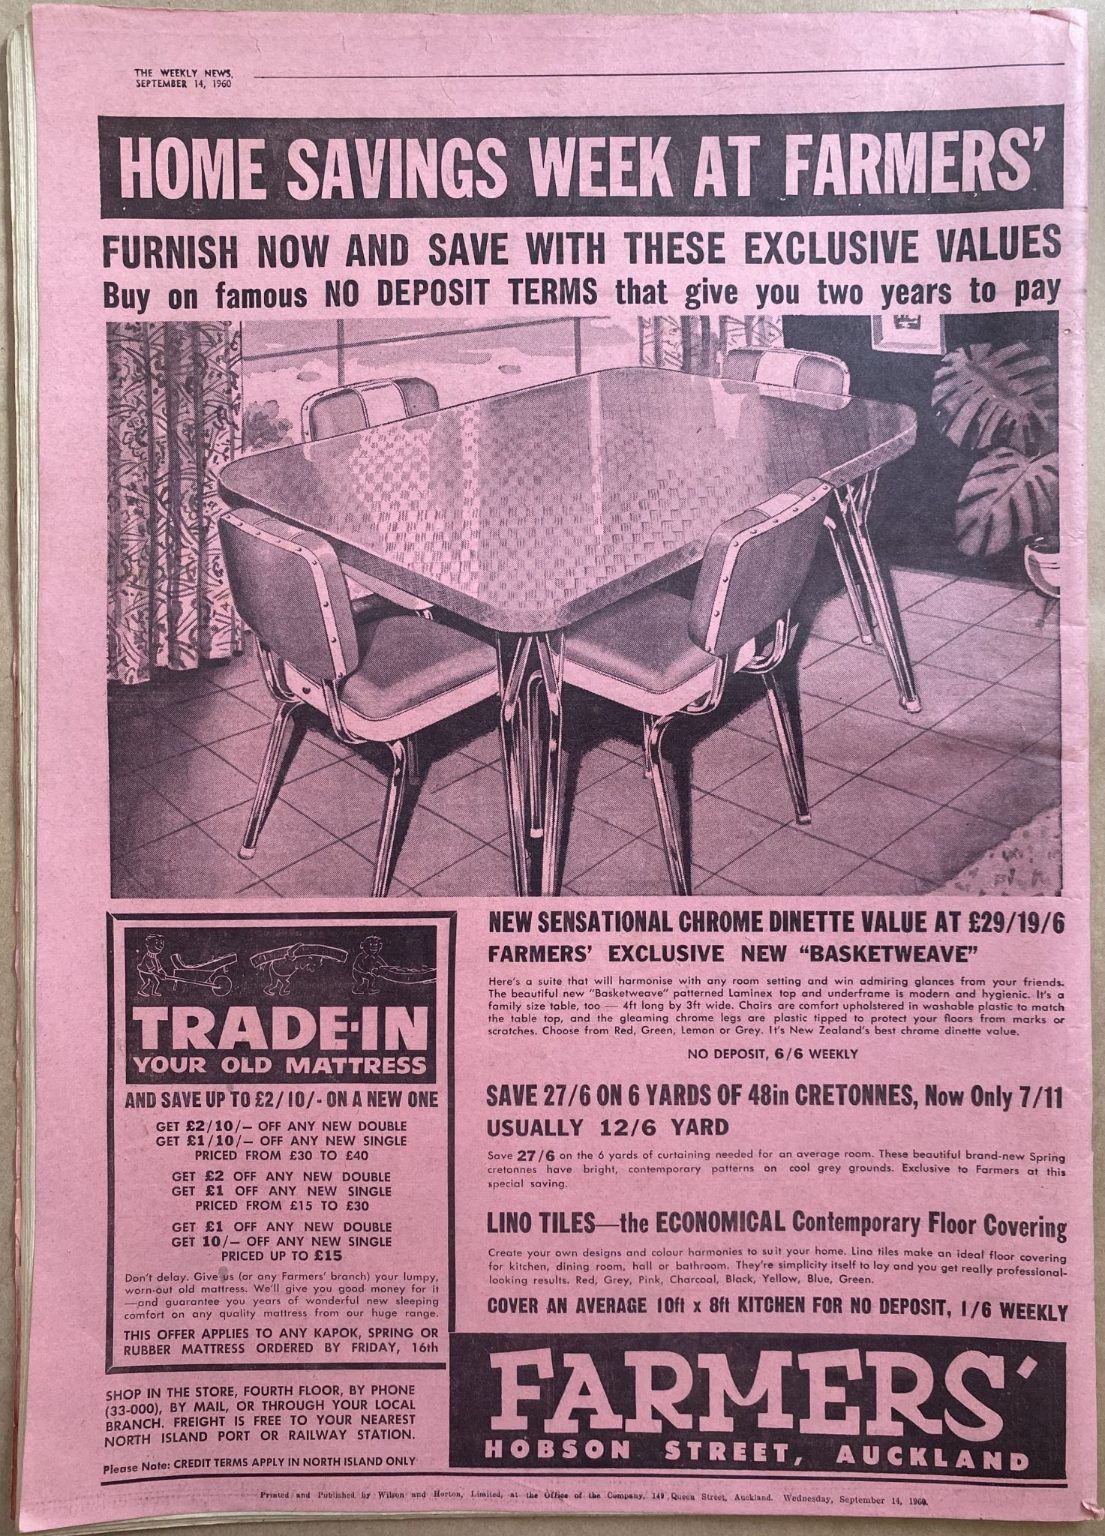 THE WEEKLY NEWS,
SEPTEMBER 14, 1960
HOME SAVINGS WEEK AT FARMERS'
FURNISH NOW AND SAVE WITH THESE EXCLUSIVE VALUES
Buy on famous NO DEPOSIT TERMS that give you two years to pay
TRADE-IN
YOUR OLD MATTRESS
AND SAVE UP TO £2/10/- ON A NEW ONE
GET £2/10/— OFF ANY NEW DOUBLE
GET £1/10/— OFF ANY NEW SINGLE
PRICED FROM £30 TO £40
GET £2 OFF ANY NEW DOUBLE
GET £1 OFF ANY NEW SINGLE
PRICED FROM £15 TO £30
GET £1 OFF ANY NEW DOUBLE
GET 10/— OFF ANY NEW SINGLE
PRICED UP TO £15
Don't delay. Give us (or any Farmers' branch) your lumpy,
worn-out old mattress. We'll give you good money for it
—and guarantee you years of wonderful new sleeping
comfort on any quality mattress from our huge range.
THIS OFFER APPLIES TO ANY KAPOK, SPRING OR
RUBBER MATTRESS ORDERED BY FRIDAY, 16th
SHOP IN THE STORE, FOURTH FLOOR, BY PHONE
(33-000), BY MAIL, OR THROUGH YOUR LOCAL
BRANCH. FREIGHT IS FREE TO YOUR NEAREST
NORTH ISLAND PORT OR RAILWAY STATION.
Please Note: CREDIT TERMS APPLY IN NORTH ISLAND ONLY
NEW SENSATIONAL CHROME DINETTE VALUE AT £29/19/6
FARMERS' EXCLUSIVE NEW "BASKETWEAVE"
Here's a suite that will harmonise with any room setting and win admiring glances from your friends.
The beautiful new "Basketweave" patterned Laminex top and underframe is modern and hygienic. It's a
family size table, too — 4ft long by 3ft wide. Chairs are comfort upholstered in washable plastic to match
the table top, and the gleaming chrome legs are plastic tipped to protect your floors from marks or
scratches. Choose from Red, Green, Lemon or Grey. It's New Zealand's best chrome dinette value.
NO DEPOSIT, 6/6 WEEKLY
SAVE 27/6 ON 6 YARDS OF 48in CRETONNES, Now Only 7/11
USUALLY 12/6 YARD
Save 27/6 on the 6 yards of curtaining needed for an average room. These beautiful brand-new Spring
cretonnes have bright, contemporary patterns on cool grey grounds. Exclusive to Farmers at this
special saving.
LINO TILES—the ECONOMICAL Contemporary Floor Covering
Create your own designs and colour harmonies to suit your home. Lino tiles make an ideal floor covering
for kitchen, dining room, hall or bathroom. They're simplicity itself to lay and you get really professional-
looking results. Red, Grey, Pink, Charcoal, Black, Yellow, Blue, Green.
COVER AN AVERAGE 10ft x 8ft KITCHEN FOR NO DEPOSIT, 1/6 WEEKLY
FARMERS'
HOBSON STREET, AUCKLAND
Printed and Published by Wilson and Horton, Limited, at the Office of the Company, 149 Queen Street, Auckland. Wednesday, September 14, 1960.